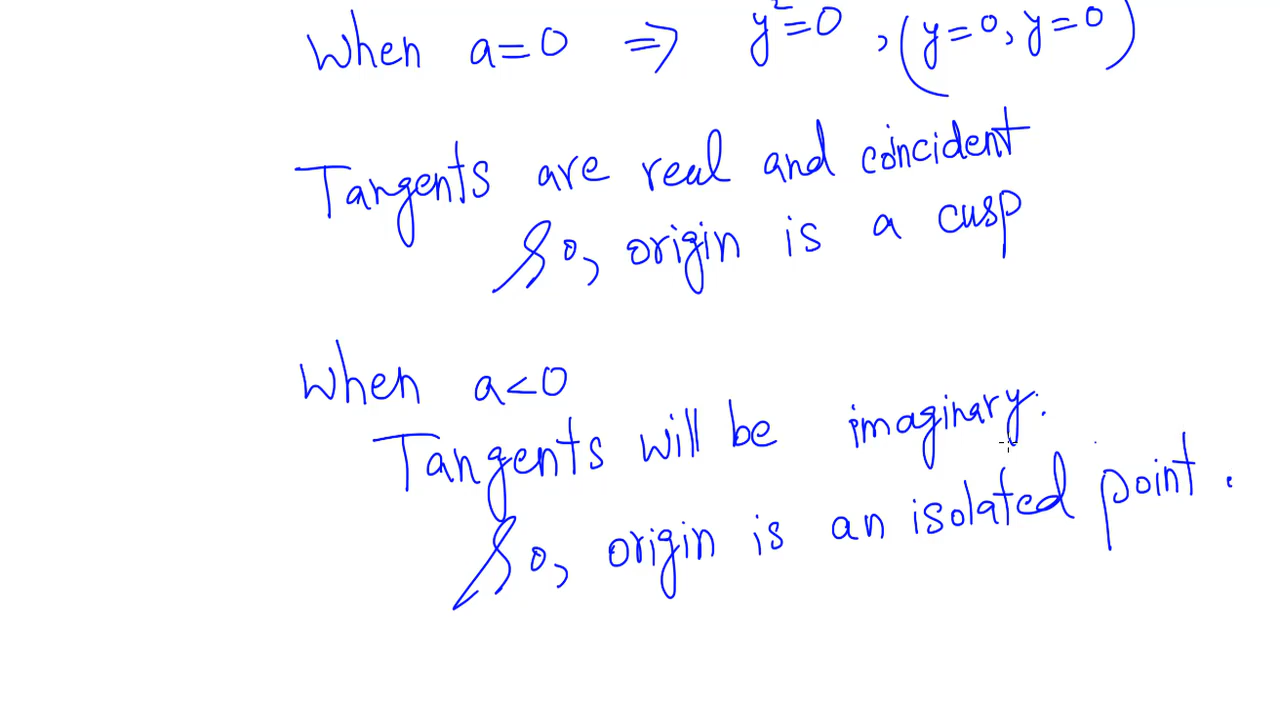 When a=0 ⇒ y²=0 , (y=0, y=0)
Tangents are real and coincident
So, origin is a cusp
When a<0
Tangents will be imaginary.
So, origin is an isolated point.